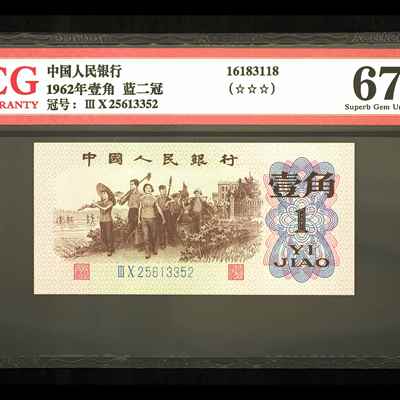 EG
RRANTY
中国人民银行
1962年壹角 蓝二冠
冠号： Ⅲ X 25613352
16183118
(☆☆☆)
67
Superb Gem Un
中國人民銀行
壹角
1
YI
JIAO
Ⅲ X 25613352